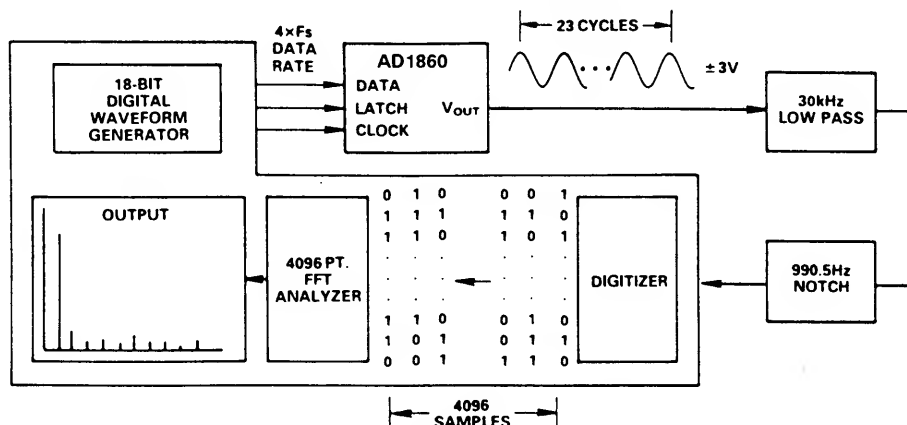 4×Fs
DATA
RATE
23 CYCLES
±3V
18-BIT
DIGITAL
WAVEFORM
GENERATOR
AD1860
DATA
LATCH
CLOCK
VOUT
30kHz
LOW PASS
OUTPUT
4096 PT.
FFT
ANALYZER
0 1 0 0 0 1
1 1 1 1 1 0
1 1 0 1 0 1
. . . . . .
. . . . . .
. . . . . .
1 1 0 0 1 0
1 0 0 0 1 1
0 0 1 1 1 0
DIGITIZER
990.5Hz
NOTCH
4096
SAMPLES